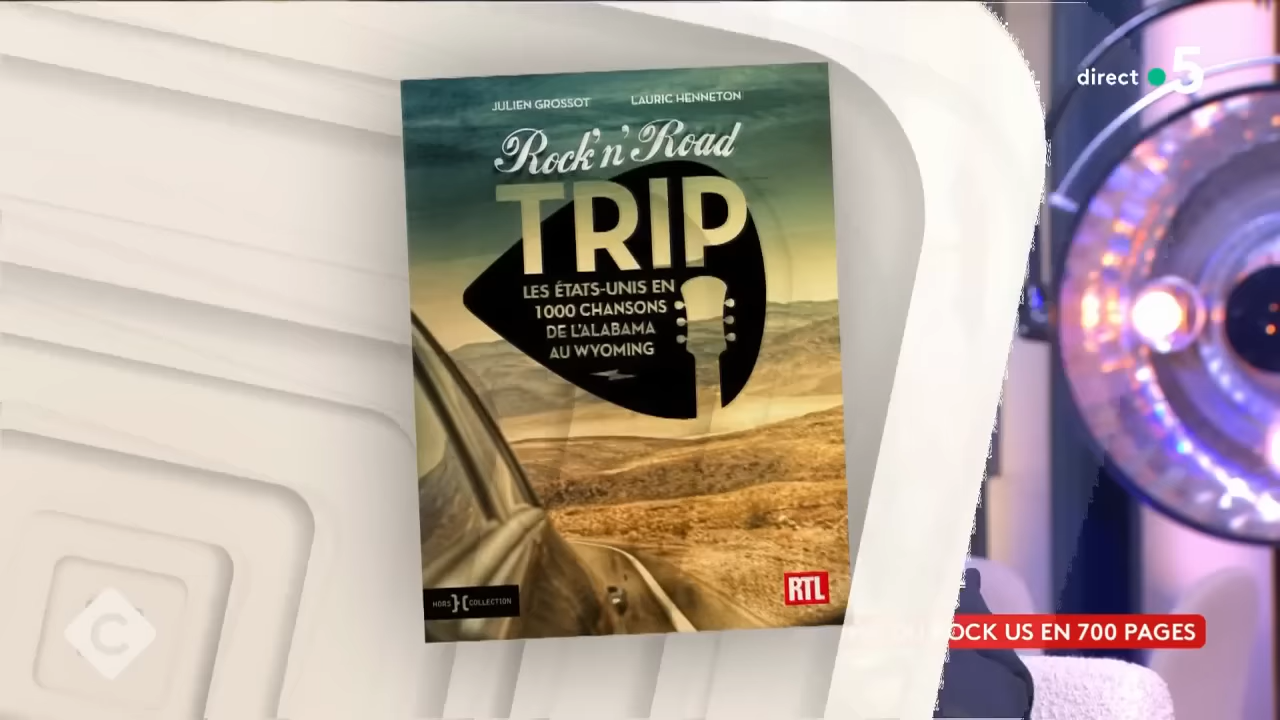 direct 5
JULIEN GROSSOT LAURIC HENNETON
Rock'n'Road
TRIP
LES ÉTATS-UNIS EN
1000 CHANSONS
DE L'ALABAMA
AU WYOMING
HORS COLLECTION
RTL
C
OCK US EN 700 PAGES